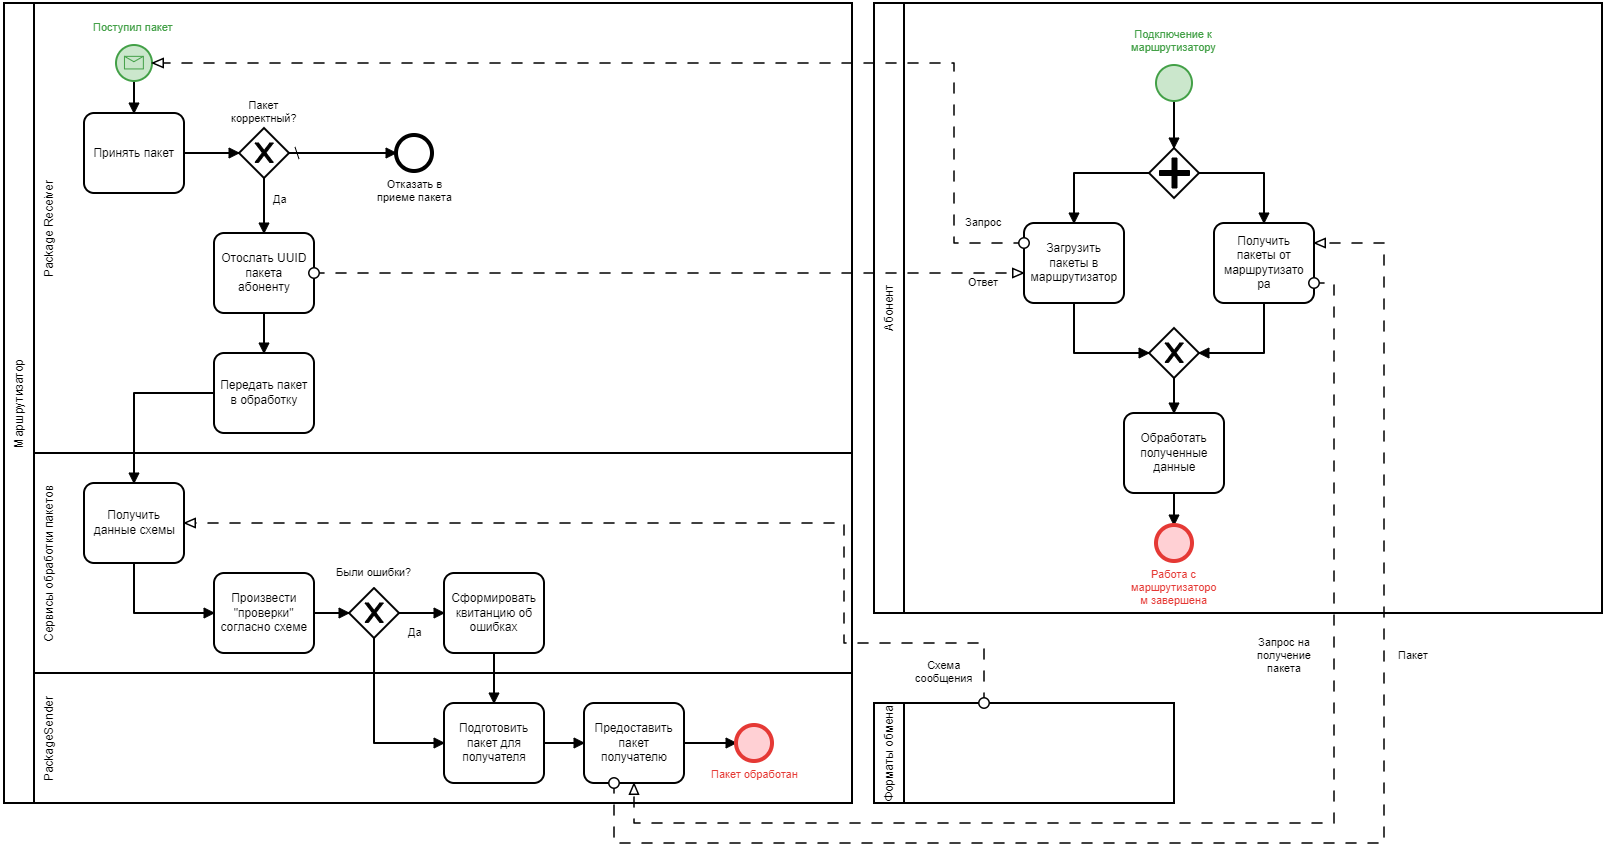 Маршрутизатор
Package Receiver
Поступил пакет
Принять пакет
Пакет
корректный?
Отказать в
приеме пакета
Да
Отослать UUID
пакета
абоненту
Передать пакет
в обработку
Сервисы обработки пакетов
Получить
данные схемы
Произвести
"проверки"
согласно схеме
Были ошибки?
Да
Сформировать
квитанцию об
ошибках
PackageSender
Подготовить
пакет для
получателя
Предоставить
пакет
получателю
Пакет обработан
Абонент
Подключение к
маршрутизатору
Запрос
Ответ
Загрузить
пакеты в
маршрутизатор
Получить
пакеты от
маршрутизато
ра
Обработать
полученные
данные
Работа с
маршрутизаторо
м завершена
Схема
сообщения
Запрос на
получение
пакета
Пакет
Форматы обмена